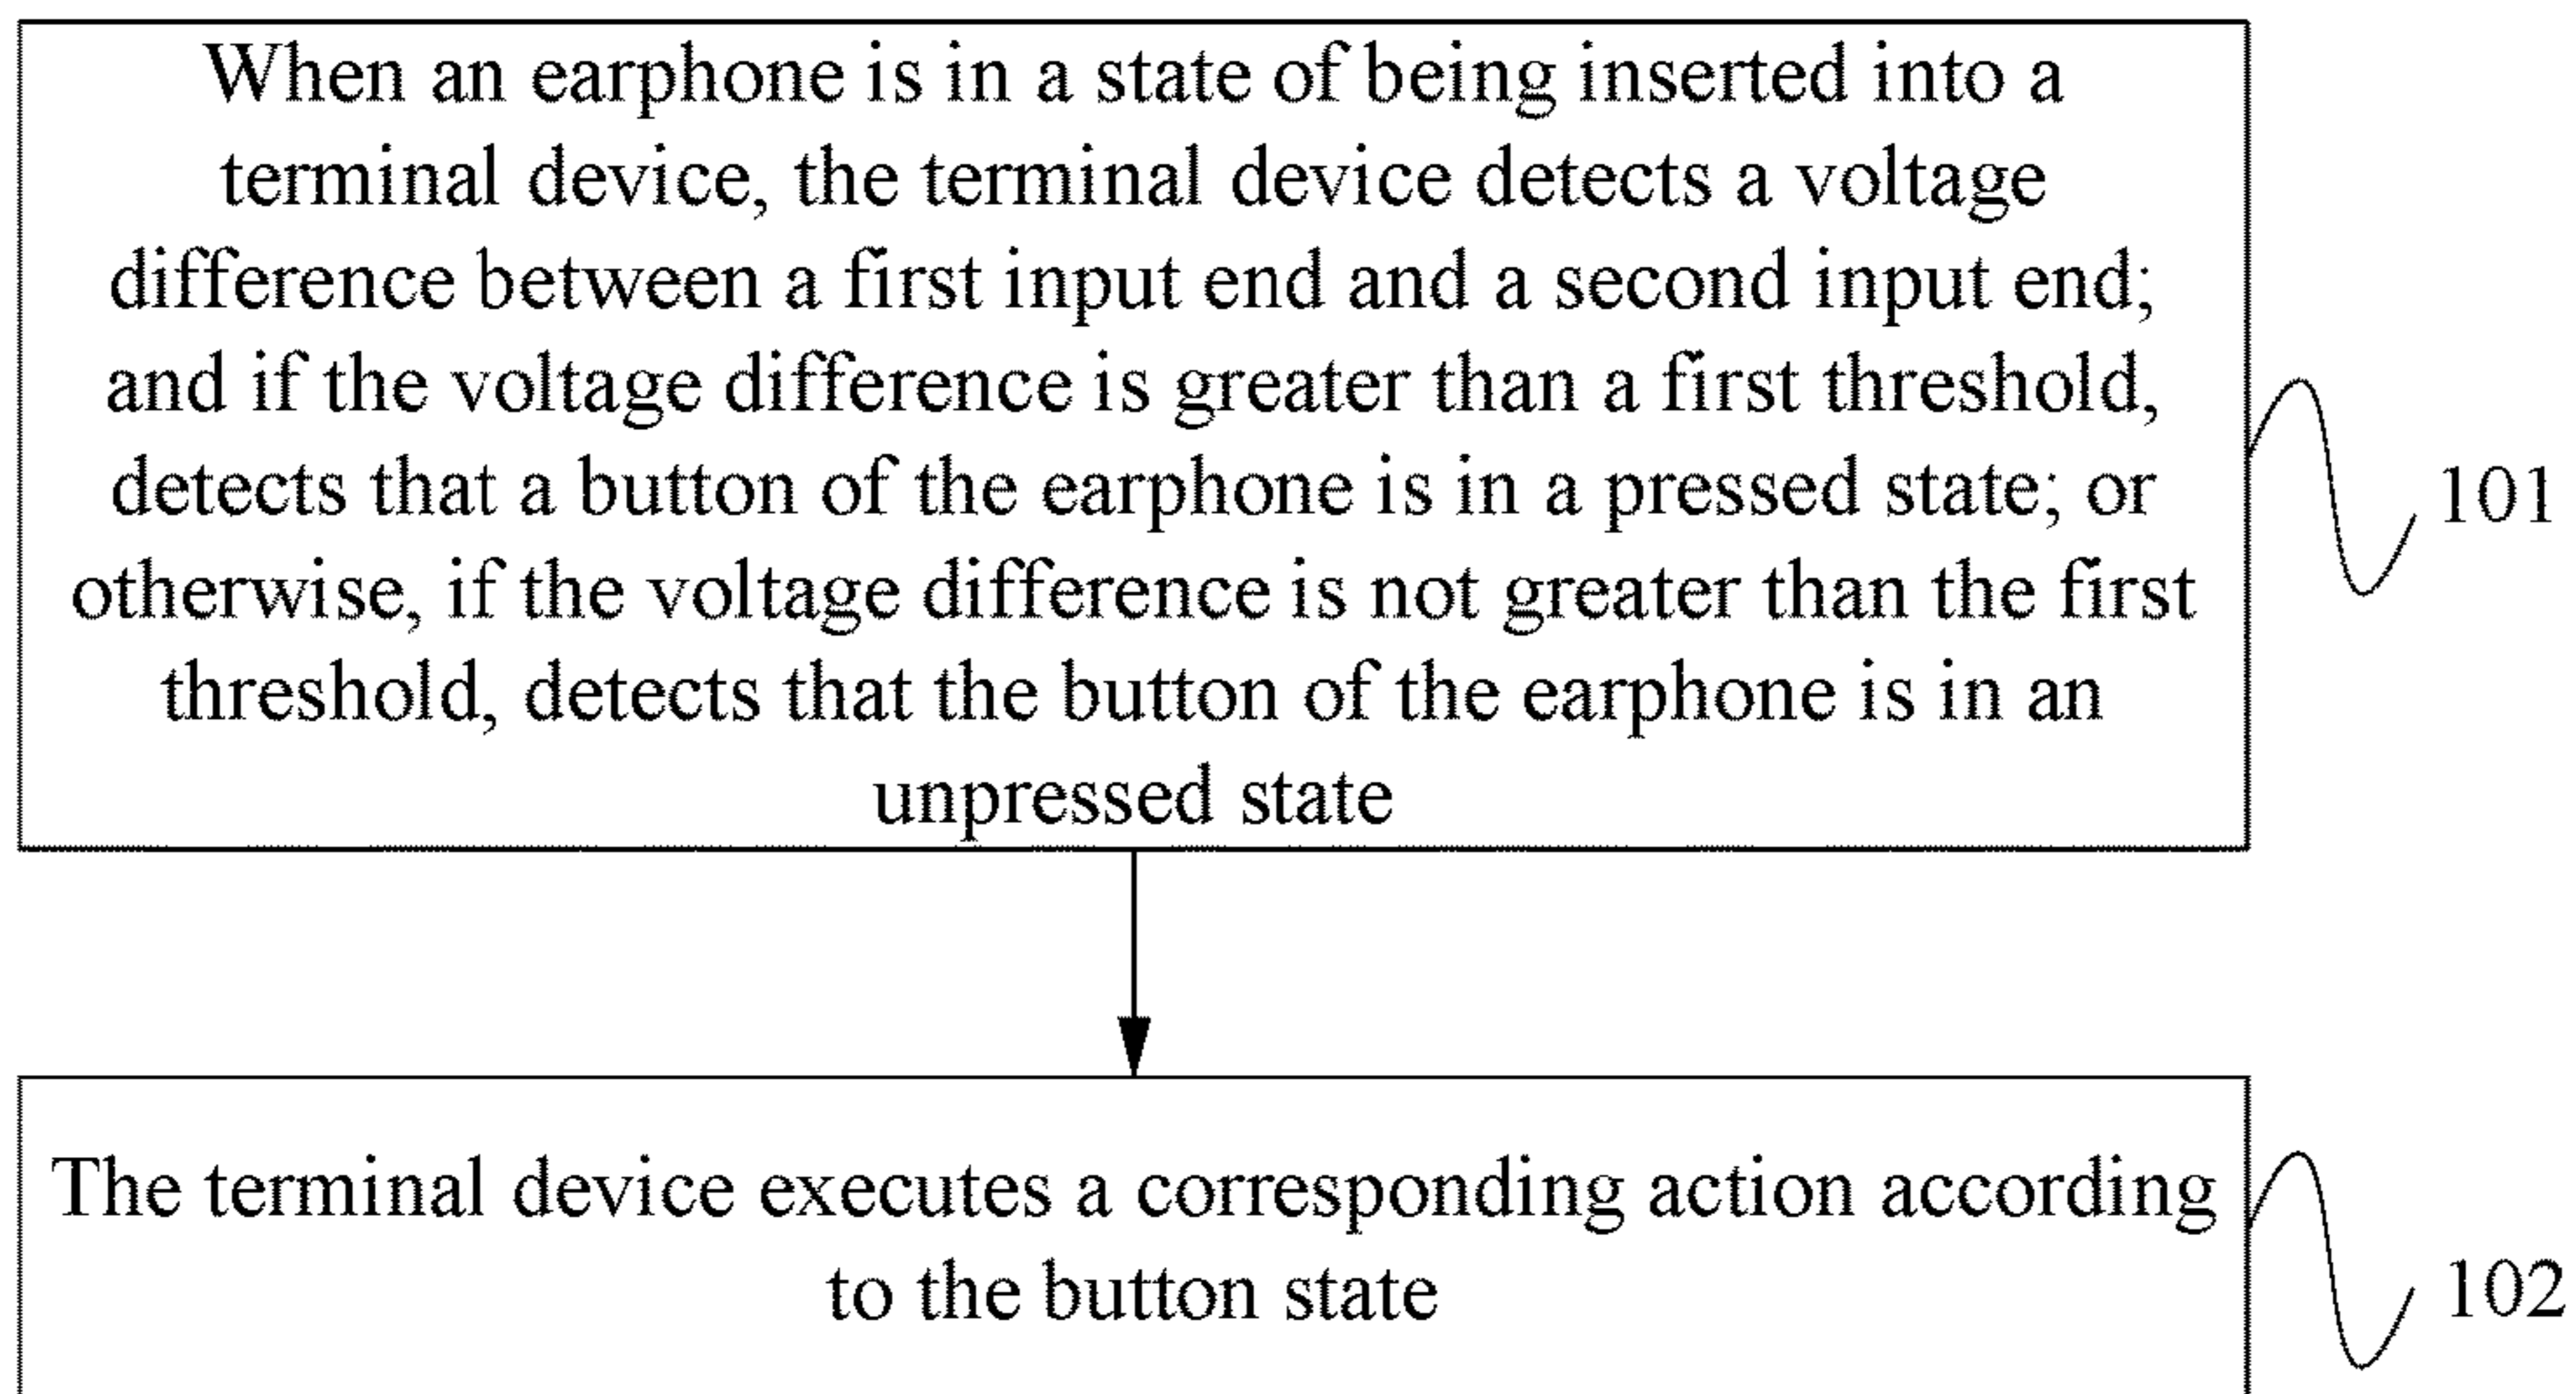 When an earphone is in a state of being inserted into a
terminal device, the terminal device detects a voltage
difference between a first input end and a second input end;
and if the voltage difference is greater than a first threshold,
detects that a button of the earphone is in a pressed state; or
otherwise, if the voltage difference is not greater than the first
threshold, detects that the button of the earphone is in an
unpressed state
101
The terminal device executes a corresponding action according
to the button state
102